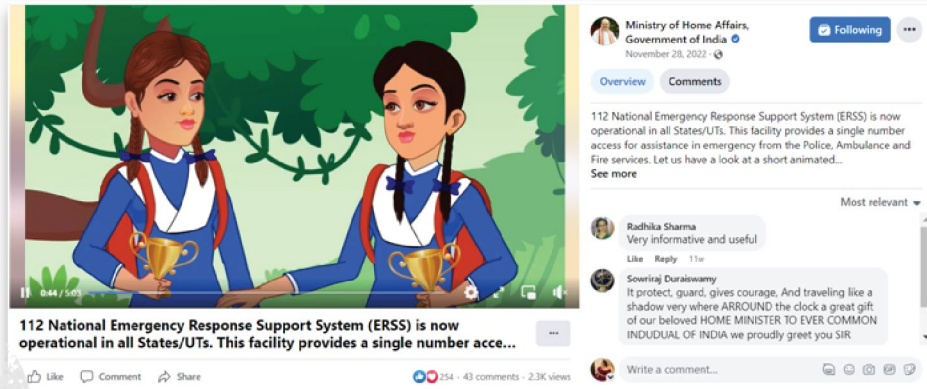 0:44 / 5:03
112 National Emergency Response Support System (ERSS) is now
operational in all States/UTs. This facility provides a single number acce...
Like
Comment
Share
254 · 43 comments · 2.3K views
Ministry of Home Affairs,
Government of India
November 28, 2022 ·
Following
Overview
Comments
112 National Emergency Response Support System (ERSS) is now
operational in all States/UTs. This facility provides a single number
access for assistance in emergency from the Police, Ambulance and
Fire services. Let us have a look at a short animated...
See more
Most relevant
Radhika Sharma
Very informative and useful
Like Reply 11w
Sowriraj Duraiswamy
It protect, guard, gives courage, And traveling like a
shadow very where ARROUND the clock a great gift
of our beloved HOME MINISTER TO EVER COMMON
INDUDUAL OF INDIA we proudly greet you SIR
Write a comment...